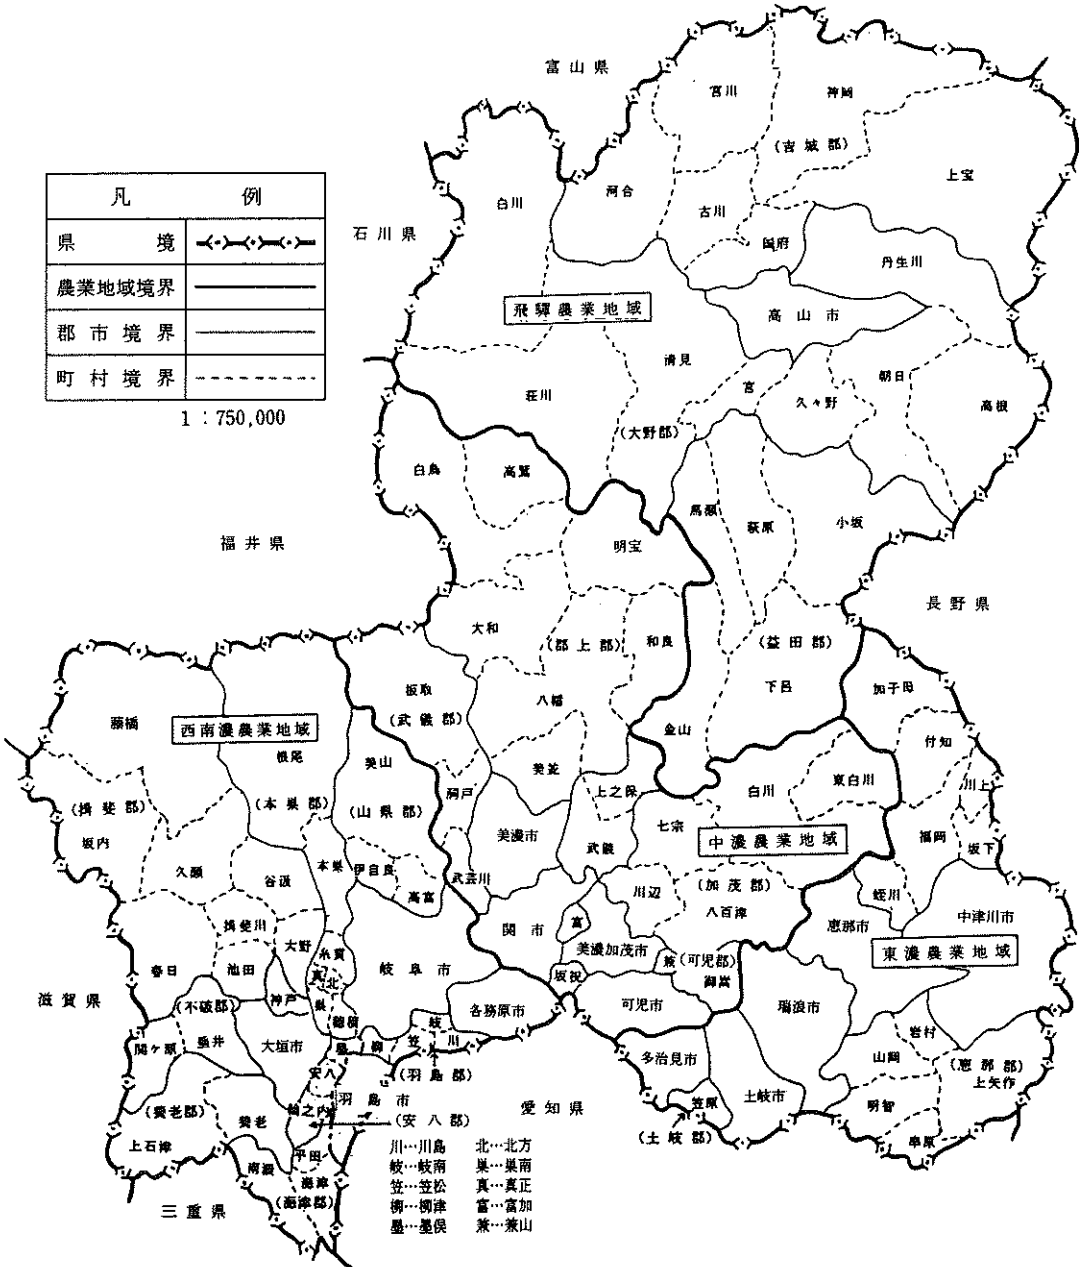 富山県
宮川
神岡
(吉城郡)
上宝
白川
河合
古川
国府
石川県
丹生川
凡例
県境
農業地域境界
郡市境界
町村境界
1：750,000
飛騨農業地域
高山市
清見
宮
朝日
荘川
久々野
高根
(大野郡)
白鳥
高鷲
馬瀬
萩原
小坂
福井県
明宝
長野県
大和
(郡上郡)
和良
(益田郡)
板取
(武儀郡)
八幡
下呂
加子母
藤橋
西南濃農業地域
根尾
美山
金山
付知
美並
白川
東白川
川上
(揖斐郡)
(本巣郡)
(山県郡)
洞戸
上之保
七宗
中濃農業地域
福岡
坂下
坂内
美濃市
武儀
久瀬
谷汲
本巣
伊自良
高富
武芸川
川辺
(加茂郡)
八百津
蛭川
中津川市
揖斐川
大野
関市
富
美濃加茂市
恵那市
東濃農業地域
春日
池田
糸貫
真
北
岐阜市
兼
(可児郡)
御嵩
滋賀県
(不破郡)
神戸
巣
穂積
坂祝
可児市
瑞浪市
各務原市
関ヶ原
垂井
大垣市
墨
柳
笠
岐
川
(羽島郡)
多治見市
岩村
山岡
(恵那郡)
上矢作
安八
羽島市
愛知県
笠原
土岐市
明智
(養老郡)
養老
輪之内
(安八郡)
(土岐郡)
串原
上石津
南濃
平田
海津
(海津郡)
三重県
川…川島　北…北方
岐…岐南　巣…巣南
笠…笠松　真…真正
柳…柳津　富…富加
墨…墨俣　兼…兼山